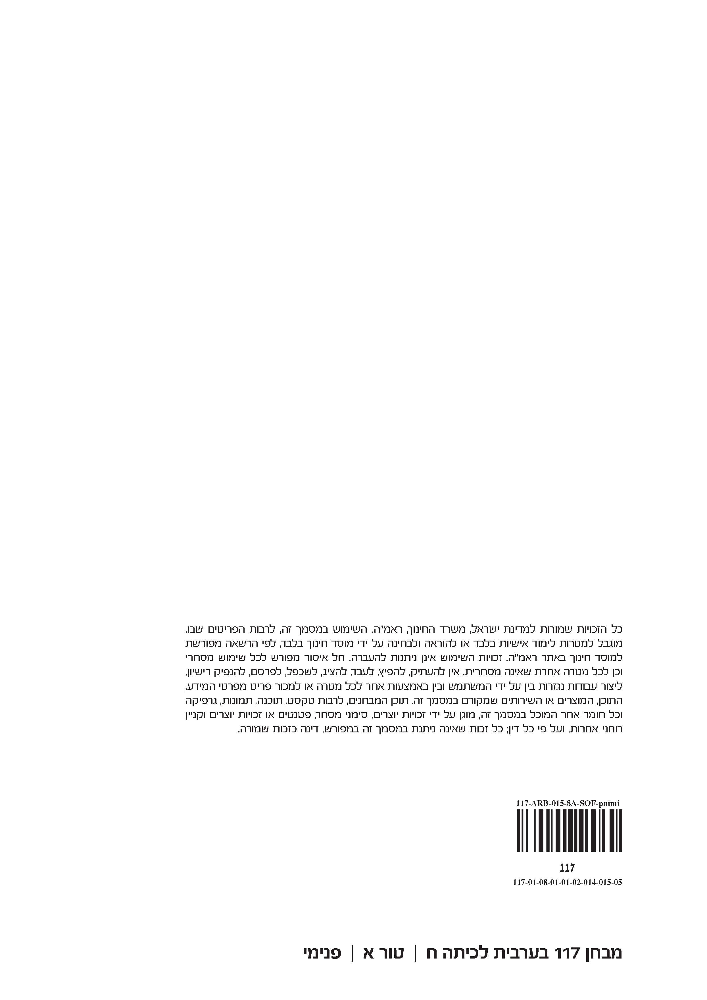 כל הזכויות שמורות למדינת ישראל, משרד החינוך, ראמ"ה. השימוש במסמך זה, לרבות הפריטים שבו,
מוגבל למטרות לימוד אישיות בלבד או להוראה ולבחינה על ידי מוסד חינוך בלבד, לפי הרשאה מפורשת
למוסד חינוך באתר ראמ"ה. זכויות השימוש אינן ניתנות להעברה. חל איסור מפורש לכל שימוש מסחרי
וכן לכל מטרה אחרת שאינה מסחרית. אין להעתיק, להפיץ, לעבד, להציג, לשכפל, לפרסם, להנפיק רישיון,
ליצור עבודות נגזרות בין על ידי המשתמש ובין באמצעות אחר לכל מטרה או למכור פריט מפרטי המידע,
התוכן, המוצרים או השירותים שמקורם במסמך זה. תוכן המבחנים, לרבות טקסט, תוכנה, תמונות, גרפיקה
וכל חומר אחר המוכל במסמך זה, מוגן על ידי זכויות יוצרים, סימני מסחר, פטנטים או זכויות יוצרים וקניין
רוחני אחרות, ועל פי כל דין; כל זכות שאינה ניתנת במסמך זה במפורש, דינה כזכות שמורה.
117-ARB-015-8A-SOF-pnimi
117
117-01-08-01-01-02-014-015-05
מבחן 117 בערבית לכיתה ח | טור א | פנימי